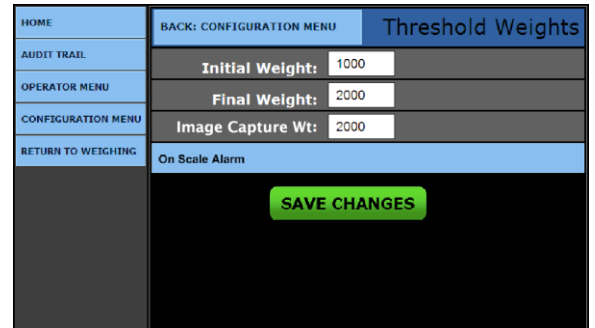 HOME
AUDIT TRAIL
OPERATOR MENU
CONFIGURATION MENU
RETURN TO WEIGHING
BACK: CONFIGURATION MENU
Threshold Weights
Initial Weight: 1000
Final Weight: 2000
Image Capture Wt: 2000
On Scale Alarm
SAVE CHANGES